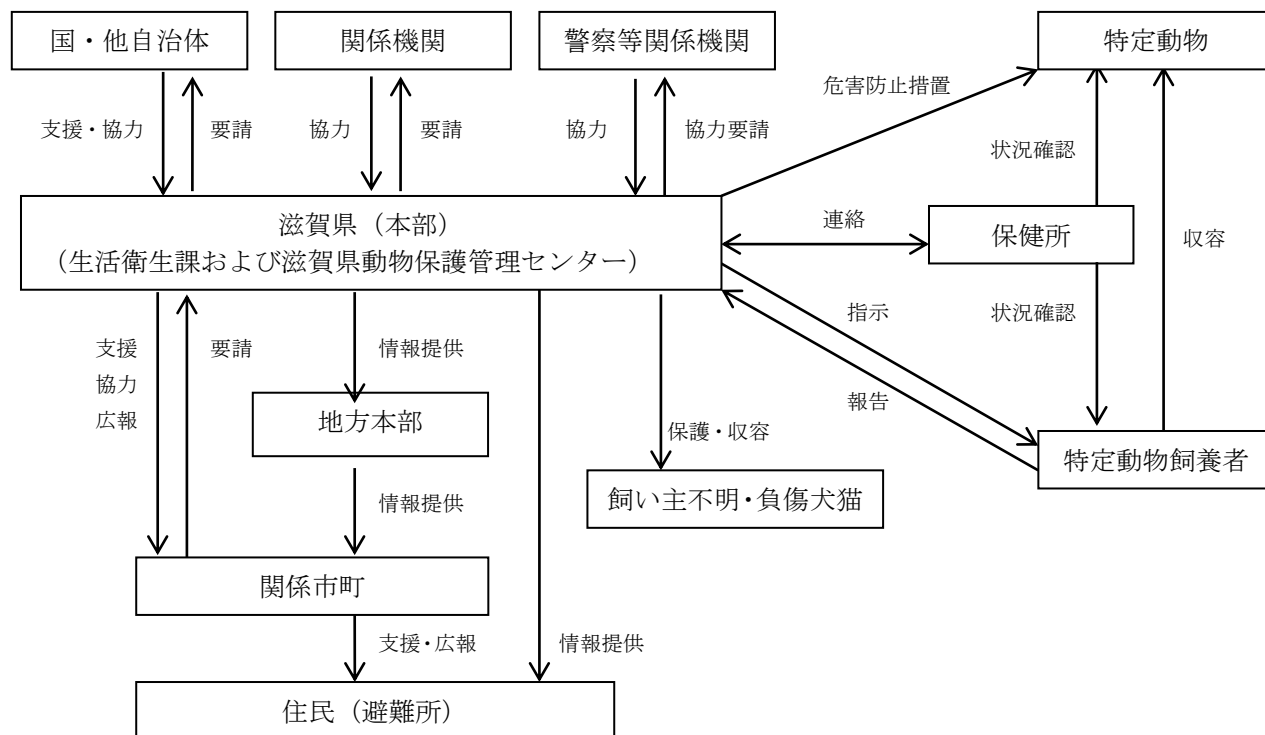 国・他自治体
関係機関
警察等関係機関
特定動物
危害防止措置
支援・協力
要請
協力
要請
協力
協力要請
状況確認
滋賀県（本部）
（生活衛生課および滋賀県動物保護管理センター）
連絡
保健所
収容
指示
状況確認
支援
協力
広報
要請
情報提供
報告
地方本部
保護・収容
特定動物飼養者
飼い主不明・負傷犬猫
情報提供
関係市町
支援・広報
情報提供
住民（避難所）